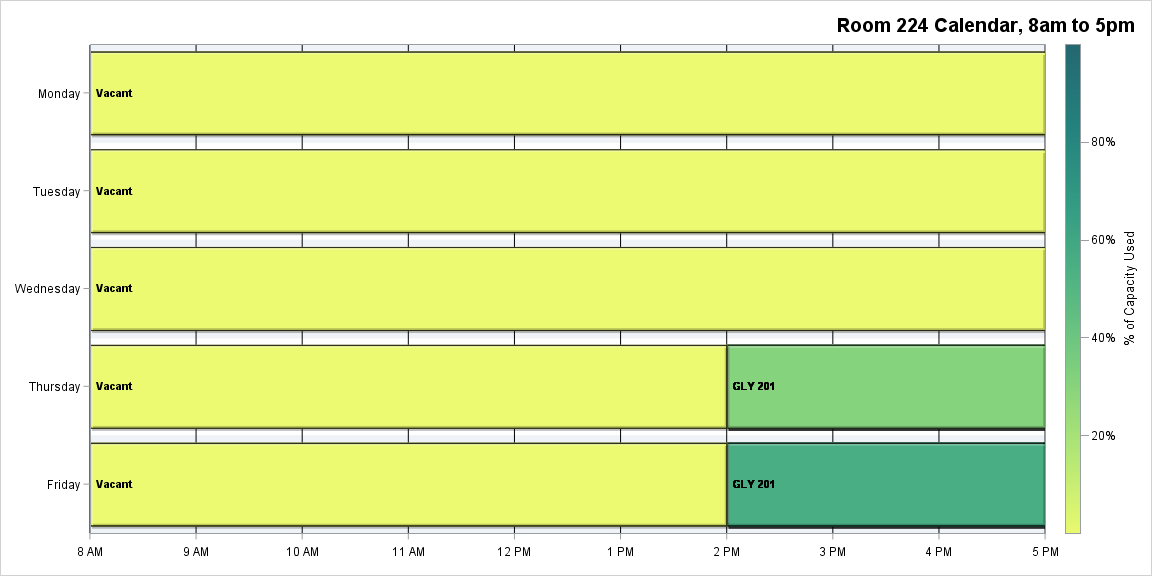 Room 224 Calendar, 8am to 5pm
Monday
Vacant
80%
Tuesday
Vacant
60%
% of Capacity Used
Wednesday
Vacant
40%
Thursday
Vacant
GLY 201
20%
Friday
Vacant
GLY 201
8 AM 9 AM 10 AM 11 AM 12 PM 1 PM 2 PM 3 PM 4 PM 5 PM